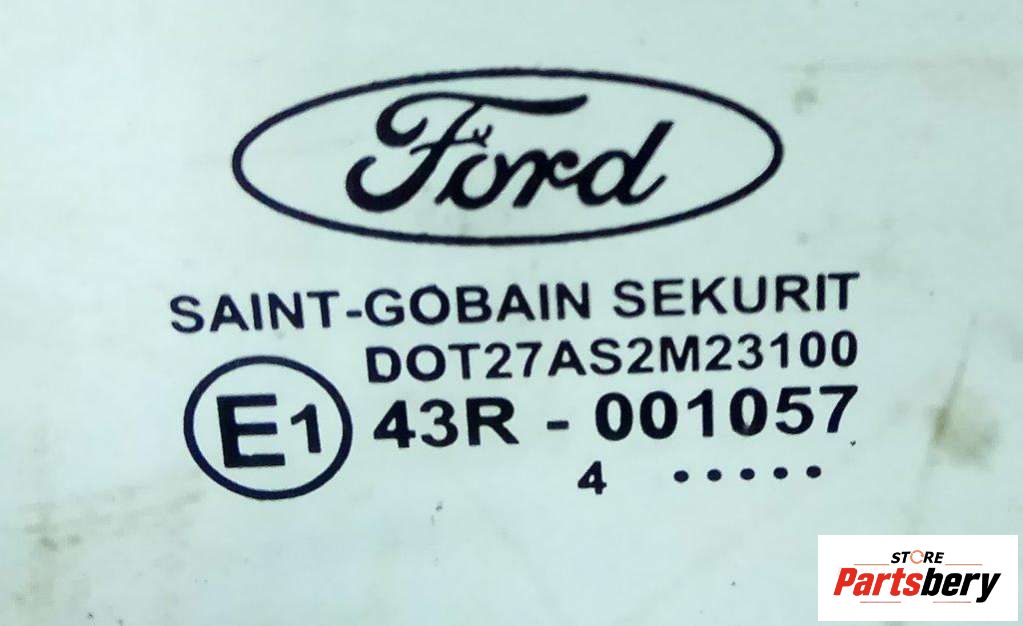 Ford
SAINT-GOBAIN SEKURIT
DOT27AS2M23100
E1 43R - 001057
4 •••••
STORE
Partsbery